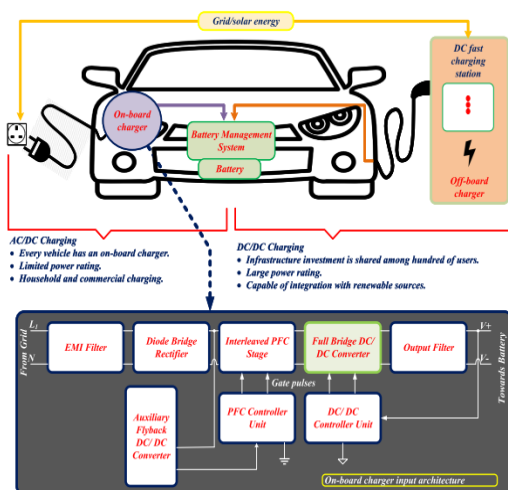 Grid/solar energy
DC fast
charging
station
On-board
charger
Battery Management
System
Battery
Off-board
charger
AC/DC Charging
• Every vehicle has an on-board charger.
• Limited power rating.
• Household and commercial charging.
DC/DC Charging
• Infrastructure investment is shared among hundred of users.
• Large power rating.
• Capable of integration with renewable sources.
From Grid
L₁
N
EMI Filter
Diode Bridge
Rectifier
Interleaved PFC
Stage
Full Bridge DC/
DC Converter
Output Filter
V+
V-
Towards Battery
Gate pulses
Auxiliary
Flyback
DC/ DC
Converter
PFC Controller
Unit
DC/ DC
Controller Unit
On-board charger input architecture